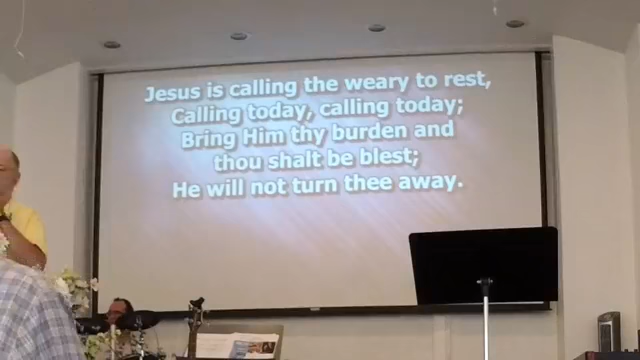 Jesus is calling the weary to rest,
Calling today, calling today;
Bring Him thy burden and
thou shalt be blest;
He will not turn thee away.